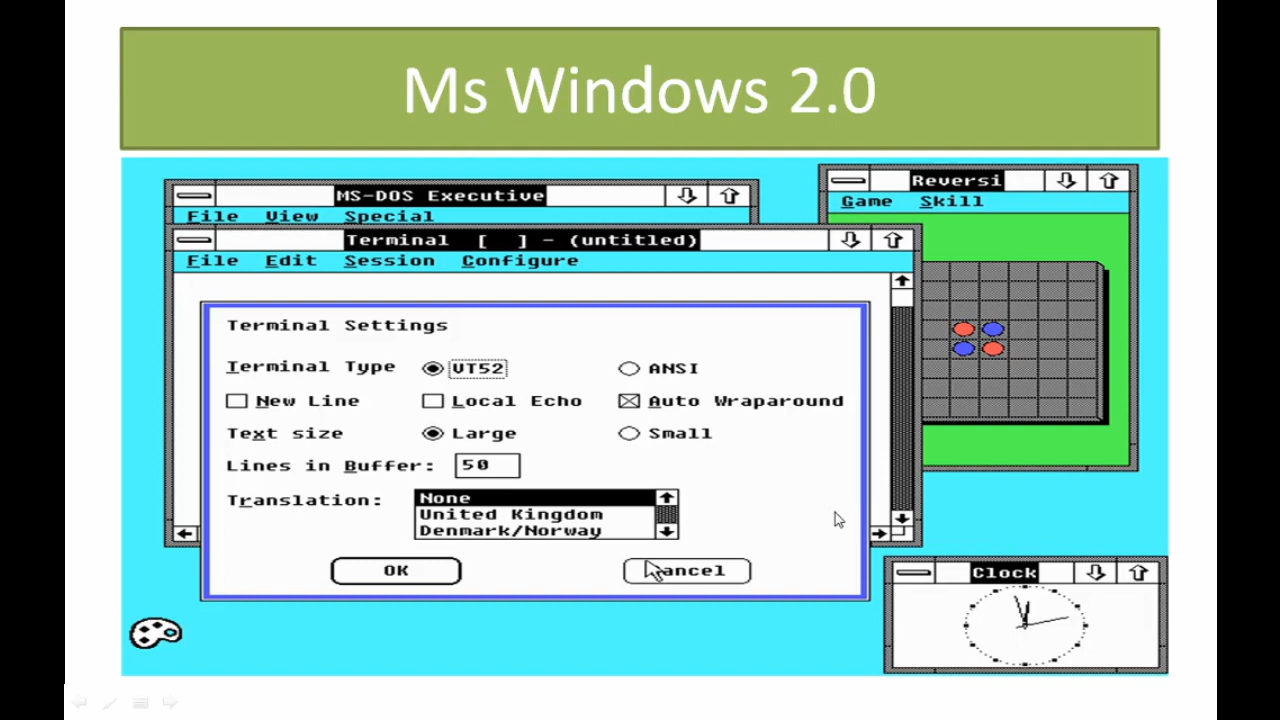 Ms Windows 2.0
MS-DOS Executive
File View Special
Reversi
Game Skill
Terminal [ ] - (untitled)
File Edit Session Configure
Terminal Settings
Terminal Type VT52 ANSI
New Line Local Echo Auto Wraparound
Text size Large Small
Lines in Buffer: 50
Translation: None
United Kingdom
Denmark/Norway
OK Cancel
Clock